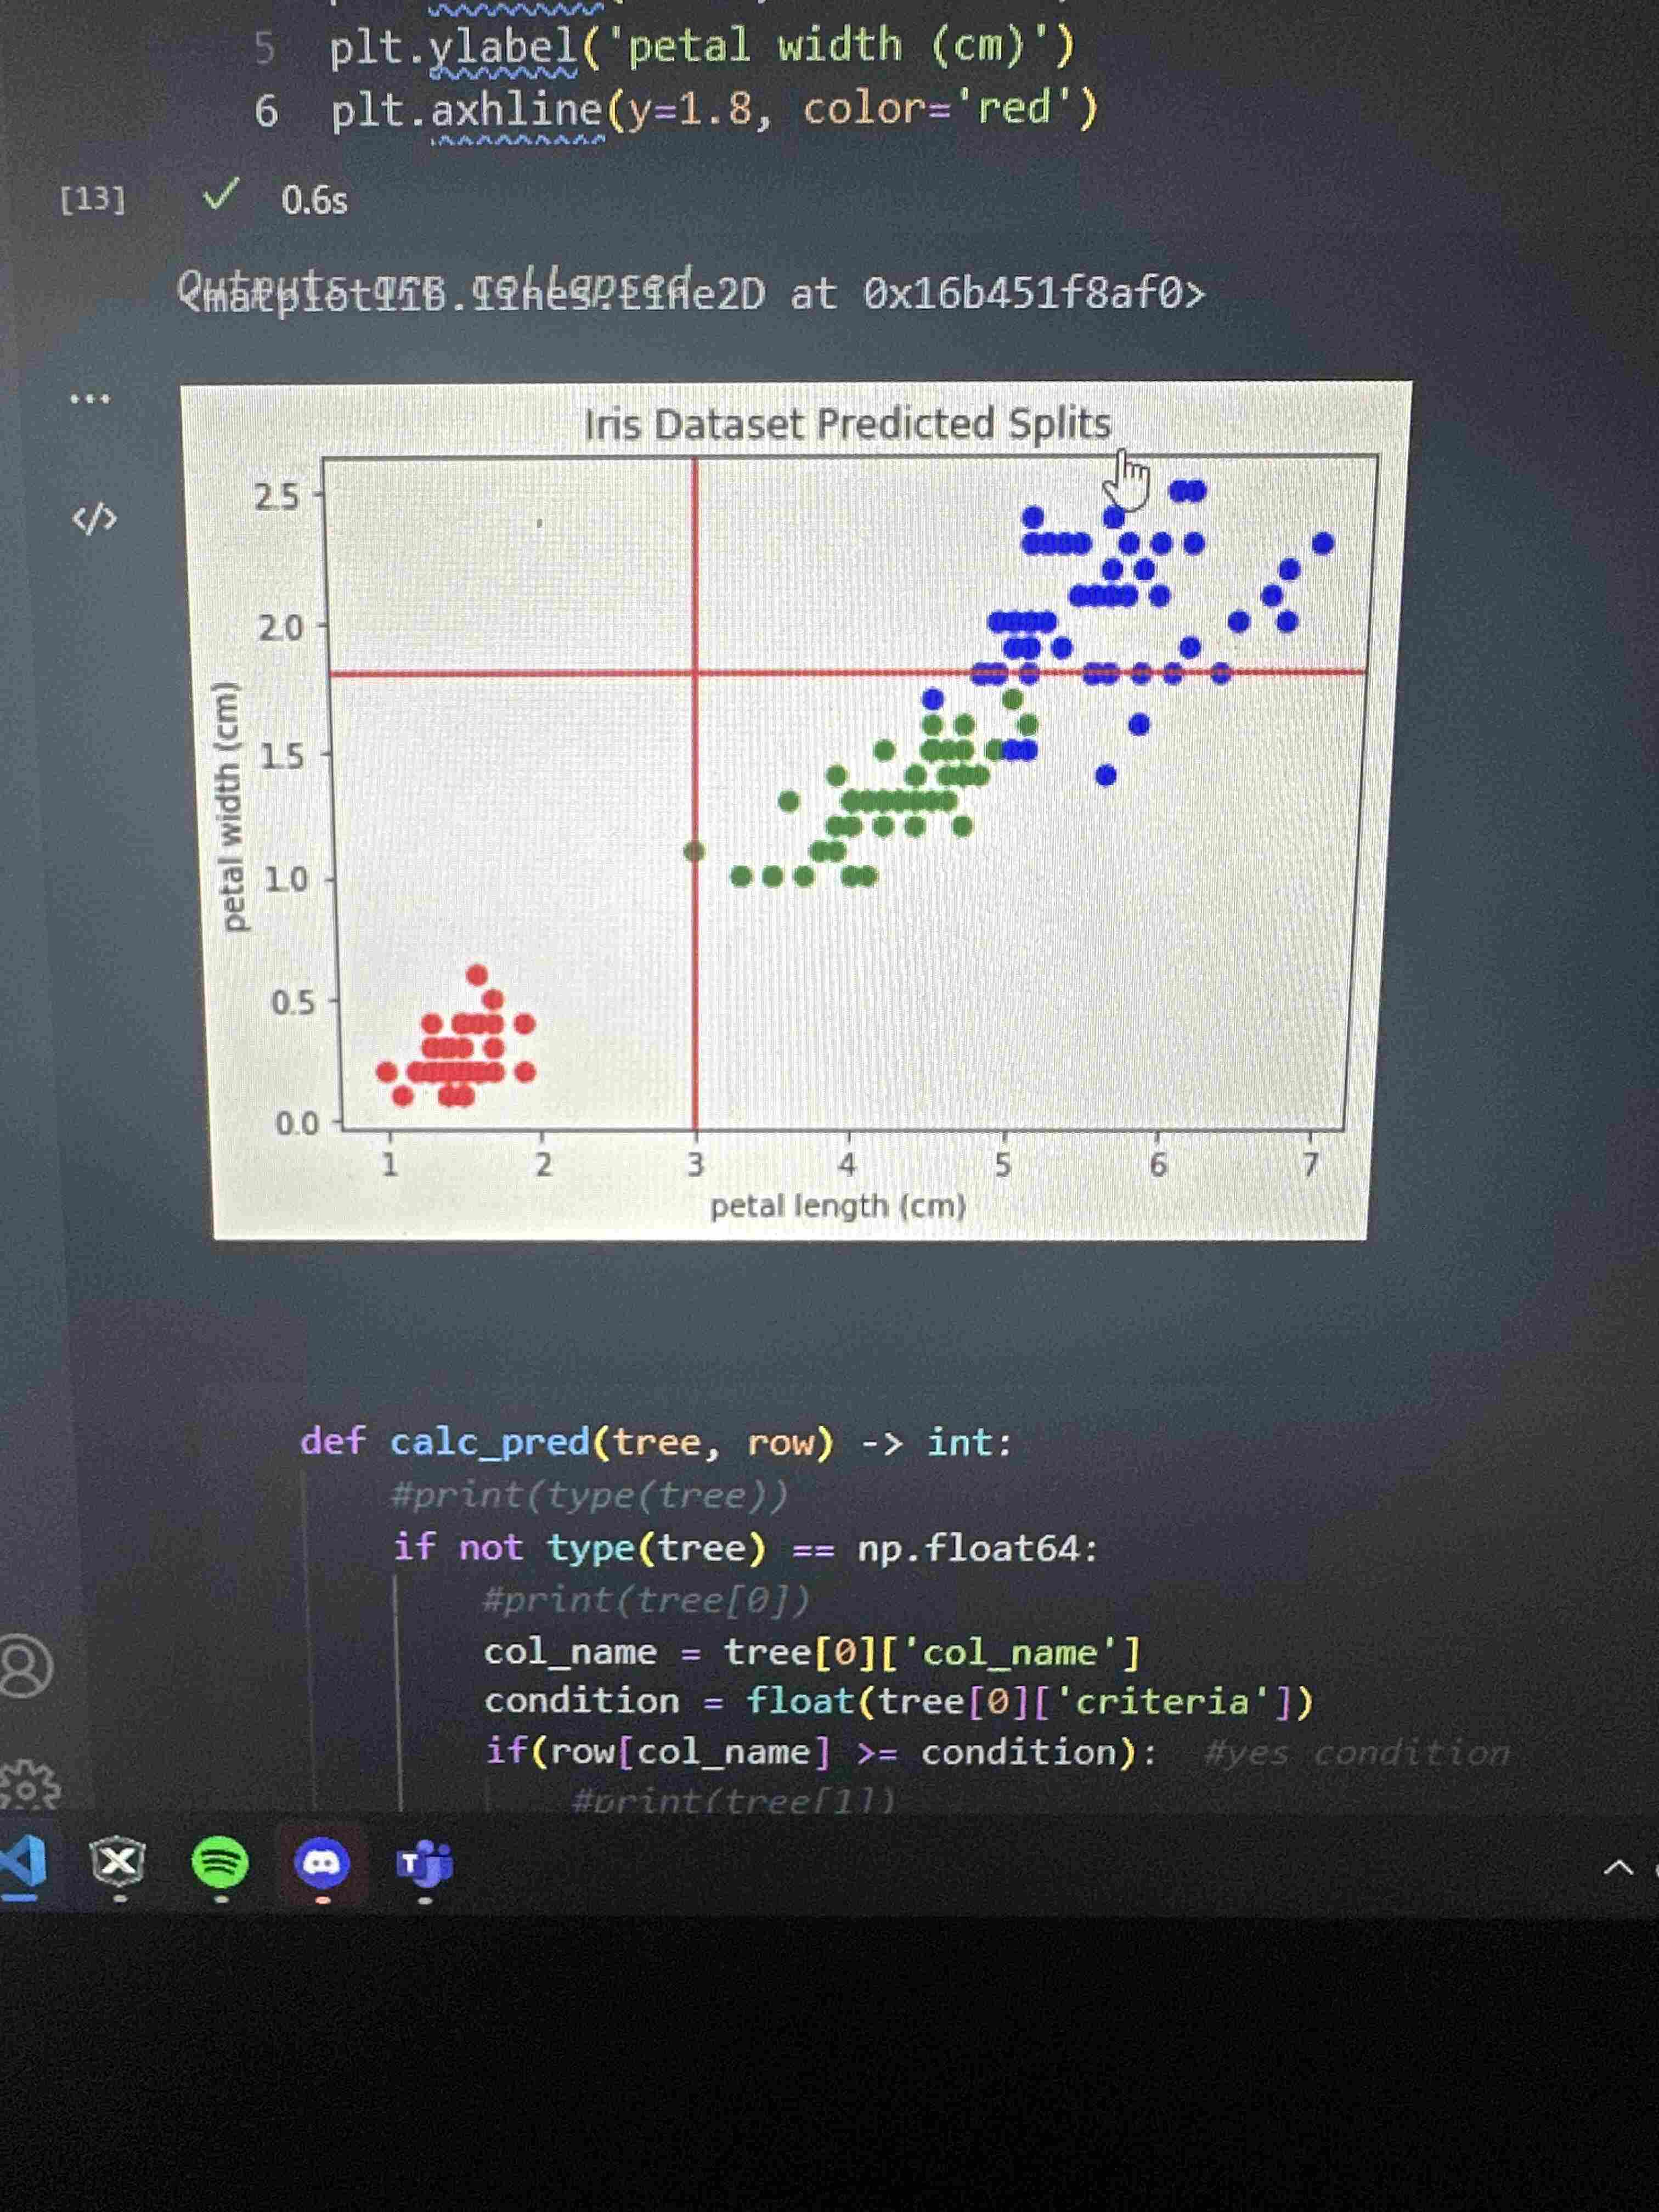 5 plt.ylabel('petal width (cm)')
6 plt.axhline(y=1.8, color='red')
[13] ✓ 0.6s
Outputs are collapsed
<matplotlib.lines.Line2D at 0x16b451f8af0>
...
</>
Iris Dataset Predicted Splits
2.5
2.0
1.5
1.0
0.5
0.0
petal width (cm)
1 2 3 4 5 6 7
petal length (cm)
def calc_pred(tree, row) -> int:
#print(type(tree))
if not type(tree) == np.float64:
#print(tree[0])
col_name = tree[0]['col_name']
condition = float(tree[0]['criteria'])
if(row[col_name] >= condition): #yes condition
#print(tree[1])
X
T